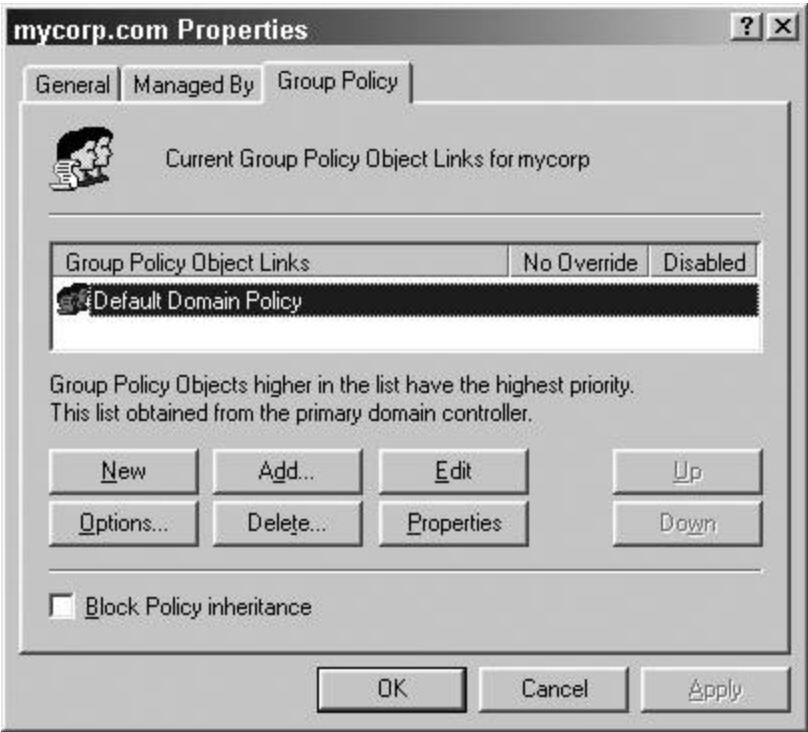 mycorp.com Properties
General Managed By Group Policy
Current Group Policy Object Links for mycorp
Group Policy Object Links No Override Disabled
Default Domain Policy
Group Policy Objects higher in the list have the highest priority.
This list obtained from the primary domain controller.
New Add... Edit Up
Options... Delete... Properties Down
Block Policy inheritance
OK Cancel Apply